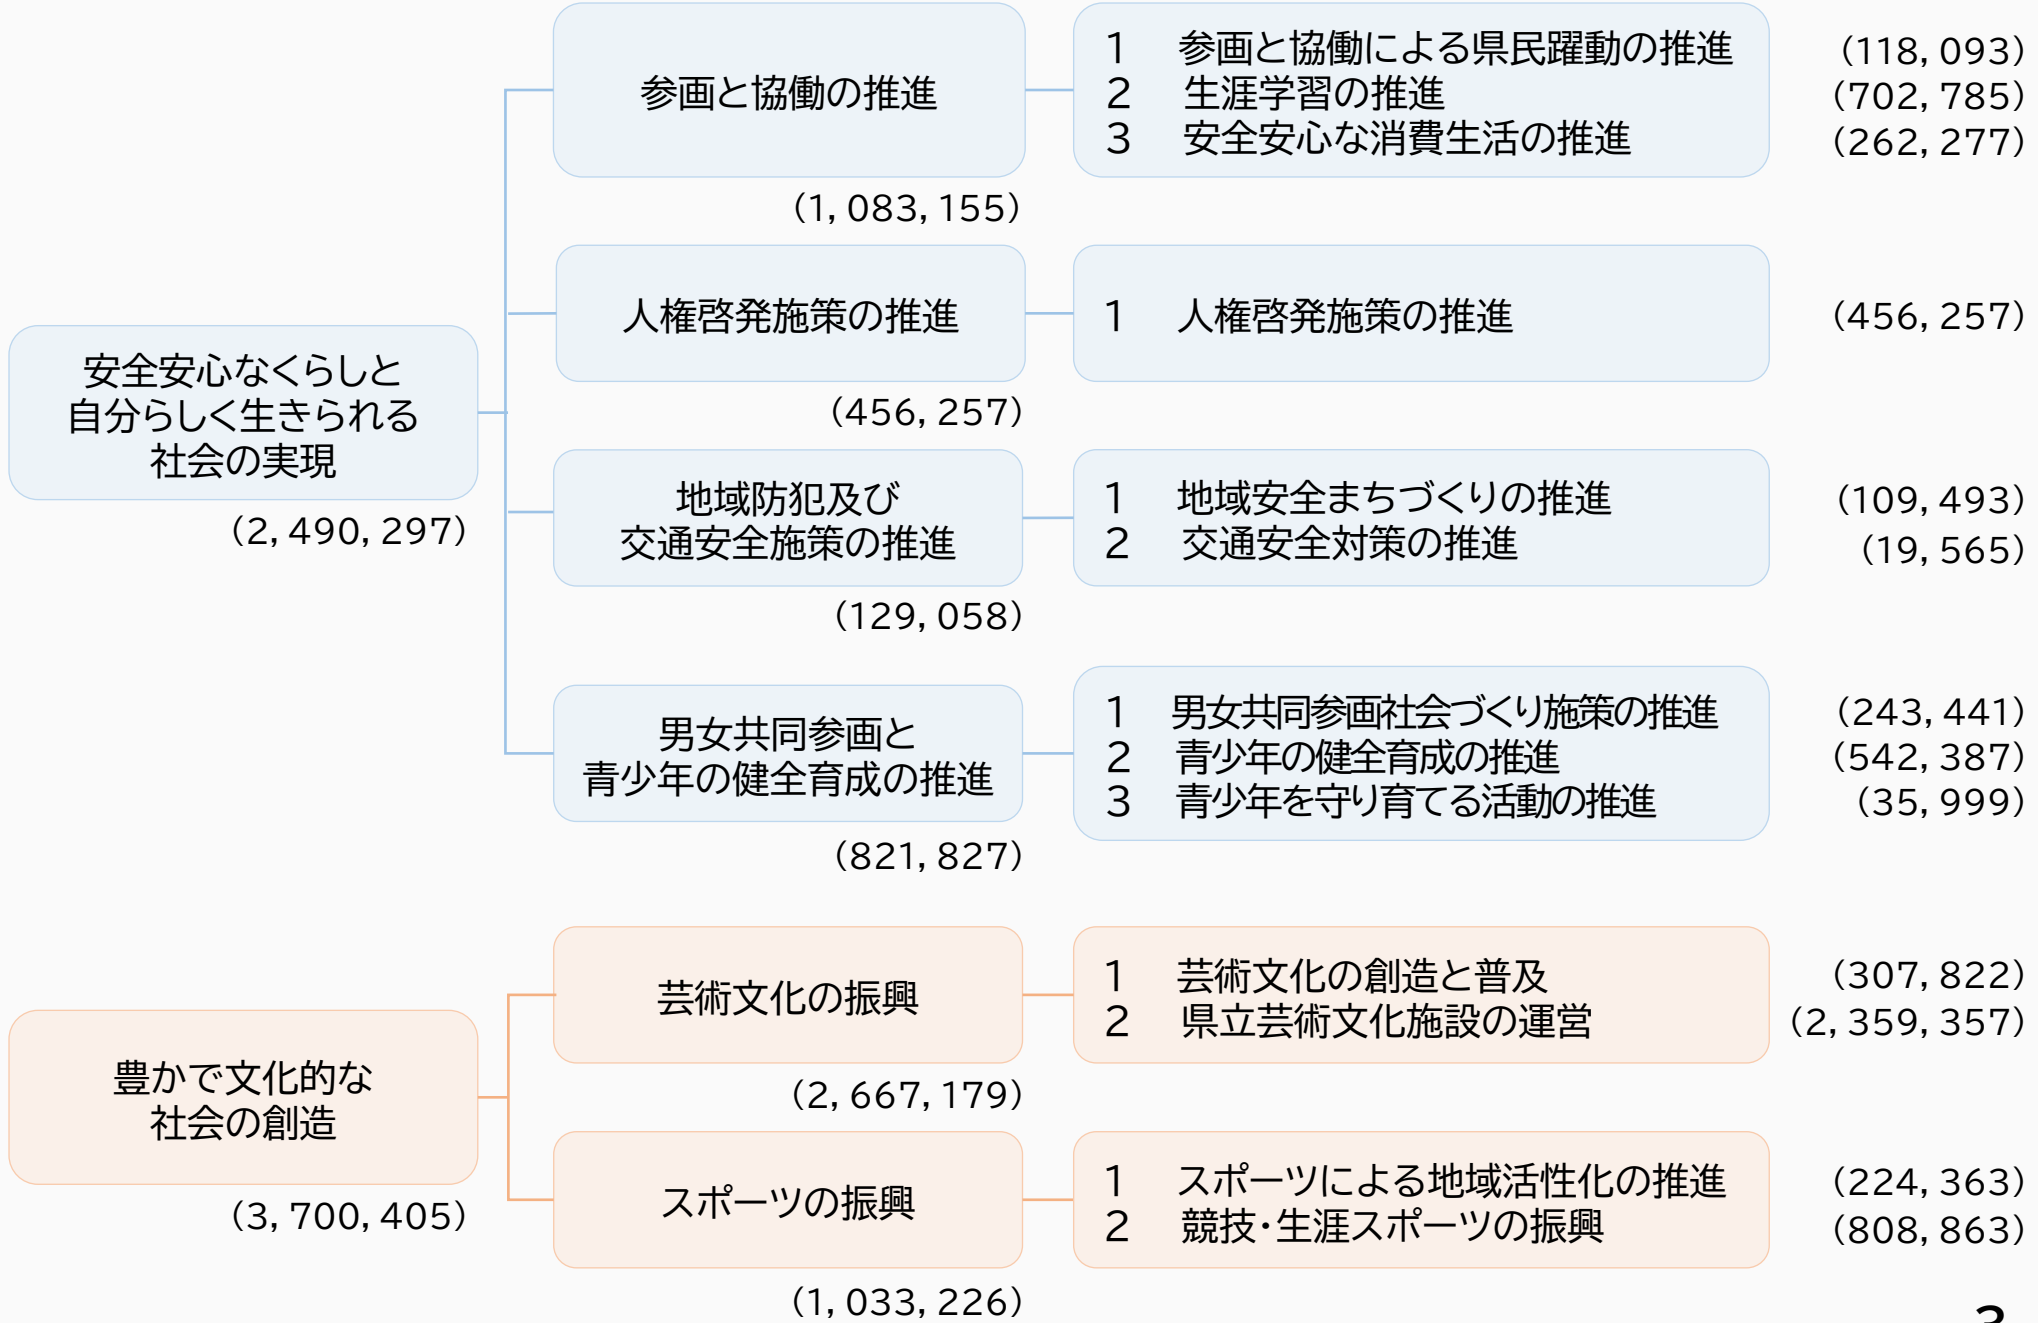 参画と協働の推進
(1,083,155)
1 参画と協働による県民躍動の推進 (118,093)
2 生涯学習の推進 (702,785)
3 安全安心な消費生活の推進 (262,277)
安全安心なくらしと
自分らしく生きられる
社会の実現
(2,490,297)
人権啓発施策の推進
(456,257)
1 人権啓発施策の推進 (456,257)
地域防犯及び
交通安全施策の推進
(129,058)
1 地域安全まちづくりの推進 (109,493)
2 交通安全対策の推進 (19,565)
男女共同参画と
青少年の健全育成の推進
(821,827)
1 男女共同参画社会づくり施策の推進 (243,441)
2 青少年の健全育成の推進 (542,387)
3 青少年を守り育てる活動の推進 (35,999)
豊かで文化的な
社会の創造
(3,700,405)
芸術文化の振興
(2,667,179)
1 芸術文化の創造と普及 (307,822)
2 県立芸術文化施設の運営 (2,359,357)
スポーツの振興
(1,033,226)
1 スポーツによる地域活性化の推進 (224,363)
2 競技・生涯スポーツの振興 (808,863)